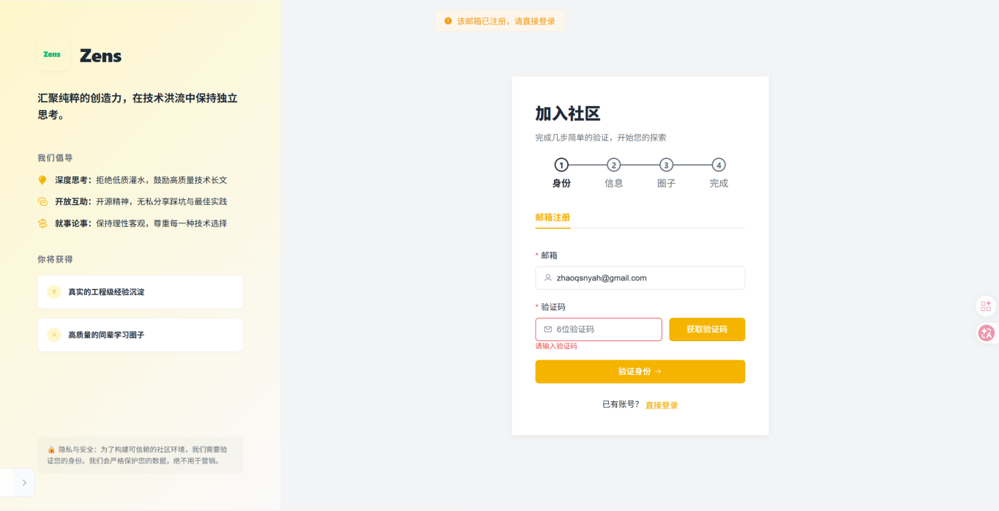 该邮箱已注册，请直接登录
Zens
Zens
汇聚纯粹的创造力，在技术洪流中保持独立
思考。
我们倡导
深度思考：拒绝低质灌水，鼓励高质量技术长文
开放互助：开源精神，无私分享踩坑与最佳实践
就事论事：保持理性客观，尊重每一种技术选择
你将获得
真实的工程级经验沉淀
高质量的同辈学习圈子
隐私与安全：为了构建可信赖的社区环境，我们需要验
证您的身份。我们会严格保护您的数据，绝不用于营销。
加入社区
完成几步简单的验证，开始您的探索
1 2 3 4
身份 信息 圈子 完成
邮箱注册
* 邮箱
zhaoqsnyah@gmail.com
* 验证码
6位验证码 获取验证码
请输入验证码
验证身份 →
已有账号？ 直接登录